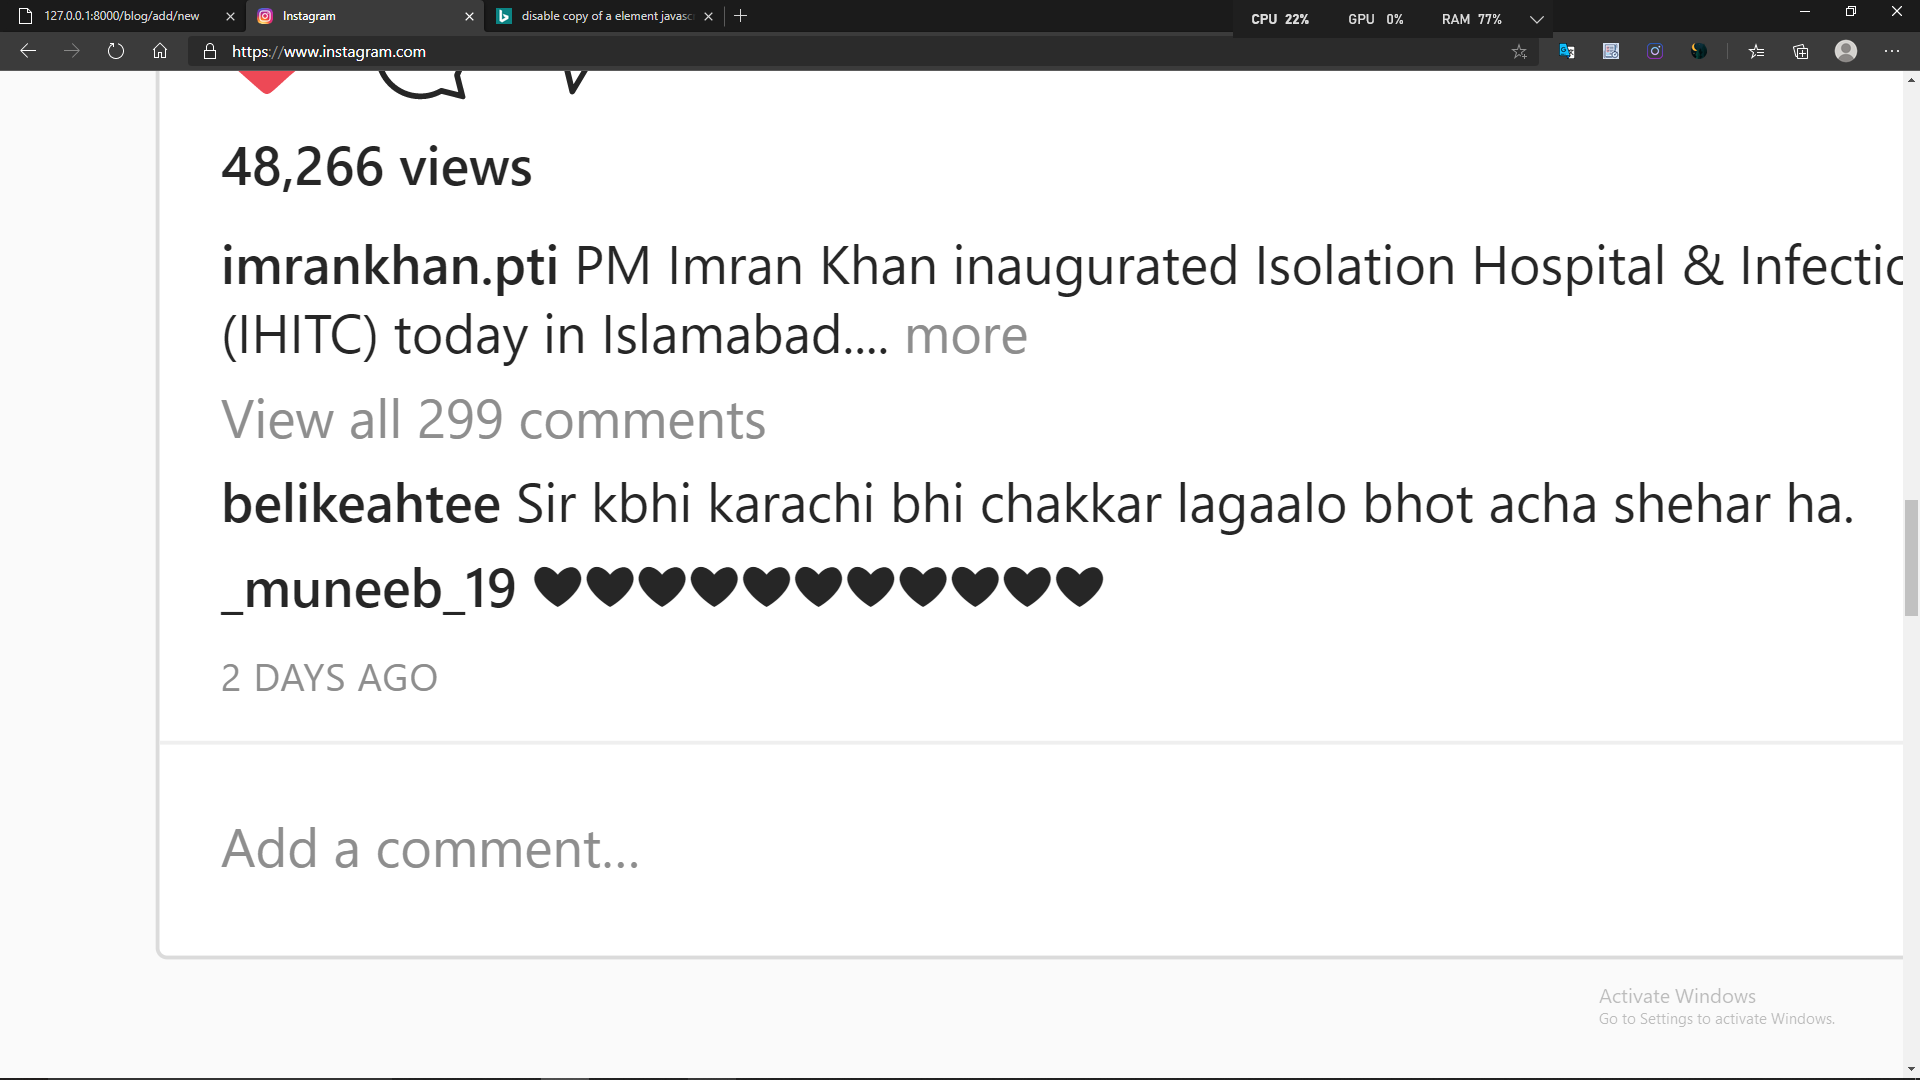 127.0.0.1:8000/blog/add/new
Instagram
disable copy of a element javasc
CPU 22% GPU 0% RAM 77%
https://www.instagram.com
48,266 views
imrankhan.pti PM Imran Khan inaugurated Isolation Hospital & Infectic
(IHITC) today in Islamabad.... more
View all 299 comments
belikeahtee Sir kbhi karachi bhi chakkar lagaalo bhot acha shehar ha.
_muneeb_19 🖤🖤🖤🖤🖤🖤🖤🖤🖤🖤🖤
2 DAYS AGO
Add a comment...
Activate Windows
Go to Settings to activate Windows.